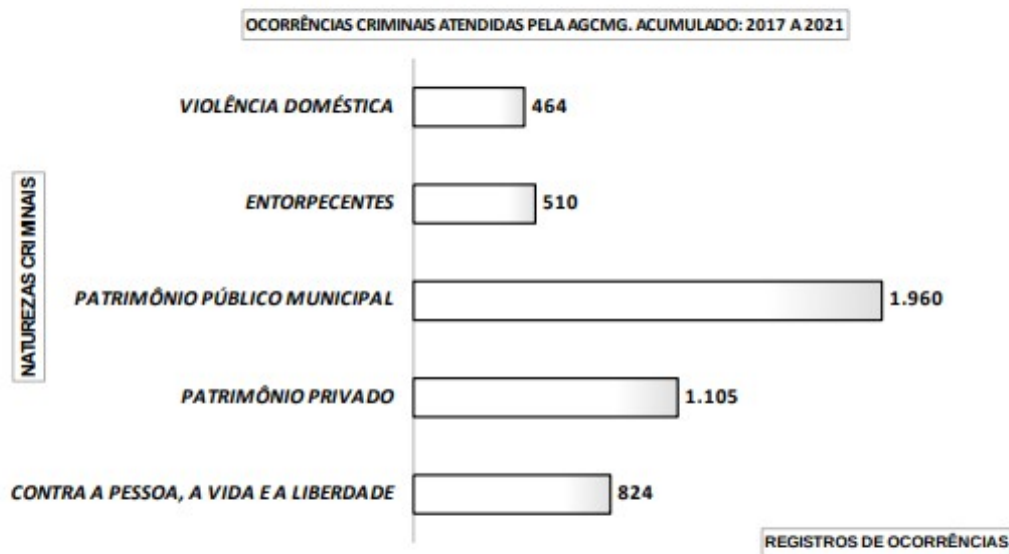 OCORRÊNCIAS CRIMINAIS ATENDIDAS PELA AGCMG. ACUMULADO: 2017 A 2021
NATUREZAS CRIMINAIS
VIOLÊNCIA DOMÉSTICA 464
ENTORPECENTES 510
PATRIMÔNIO PÚBLICO MUNICIPAL 1.960
PATRIMÔNIO PRIVADO 1.105
CONTRA A PESSOA, A VIDA E A LIBERDADE 824
REGISTROS DE OCORRÊNCIAS